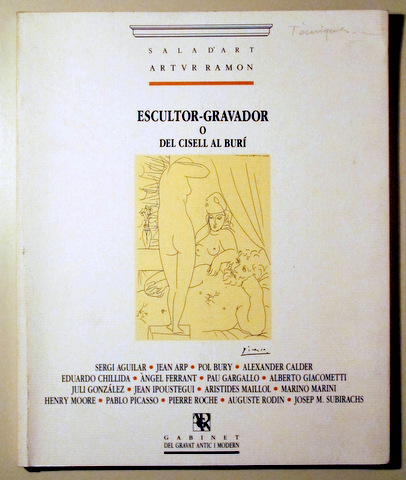 Tècniques...
SALA D'ART
ARTVR RAMON
ESCULTOR-GRAVADOR
O
DEL CISELL AL BURÍ
Picasso
SERGI AGUILAR • JEAN ARP • POL BURY • ALEXANDER CALDER
EDUARDO CHILLIDA • ÀNGEL FERRANT • PAU GARGALLO • ALBERTO GIACOMETTI
JULI GONZÁLEZ • JEAN IPOUSTEGUI • ARISTIDES MAILLOL • MARINO MARINI
HENRY MOORE • PABLO PICASSO • PIERRE ROCHE • AUGUSTE RODIN • JOSEP M. SUBIRACHS
GABINET
DEL GRAVAT ANTIC I MODERN